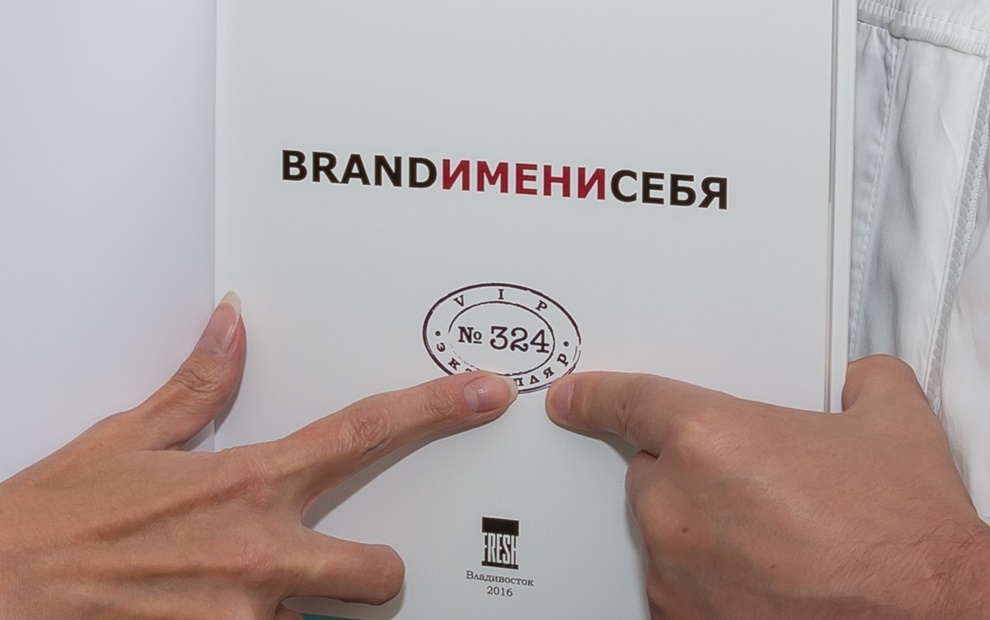 BRANDИМЕНИСЕБЯ
VIP
№ 324
FRESH
Владивосток
2016